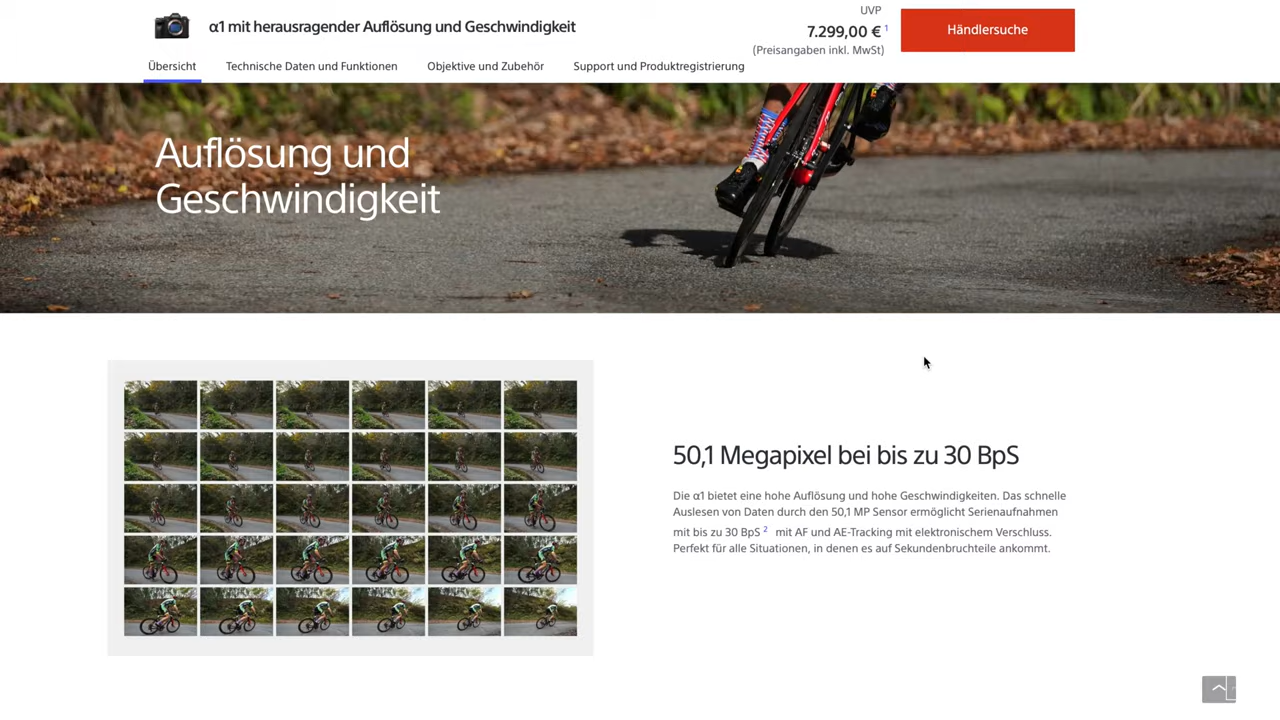 α1 mit herausragender Auflösung und Geschwindigkeit
UVP
7.299,00 € 1
(Preisangaben inkl. MwSt)
Händlersuche
Übersicht
Technische Daten und Funktionen
Objektive und Zubehör
Support und Produktregistrierung
Auflösung und
Geschwindigkeit
50,1 Megapixel bei bis zu 30 BpS
Die α1 bietet eine hohe Auflösung und hohe Geschwindigkeiten. Das schnelle
Auslesen von Daten durch den 50,1 MP Sensor ermöglicht Serienaufnahmen
mit bis zu 30 BpS 2 mit AF und AE-Tracking mit elektronischem Verschluss.
Perfekt für alle Situationen, in denen es auf Sekundenbruchteile ankommt.